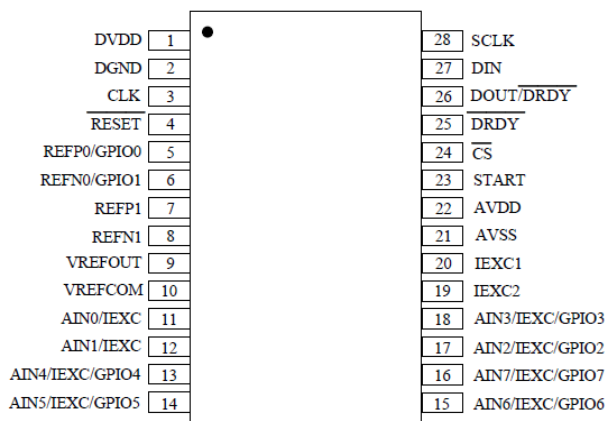 DVDD 1 28 SCLK
DGND 2 27 DIN
CLK 3 26 DOUT/DRDY
RESET 4 25 DRDY
REFP0/GPIO0 5 24 CS
REFN0/GPIO1 6 23 START
REFP1 7 22 AVDD
REFN1 8 21 AVSS
VREFOUT 9 20 IEXC1
VREFCOM 10 19 IEXC2
AIN0/IEXC 11 18 AIN3/IEXC/GPIO3
AIN1/IEXC 12 17 AIN2/IEXC/GPIO2
AIN4/IEXC/GPIO4 13 16 AIN7/IEXC/GPIO7
AIN5/IEXC/GPIO5 14 15 AIN6/IEXC/GPIO6